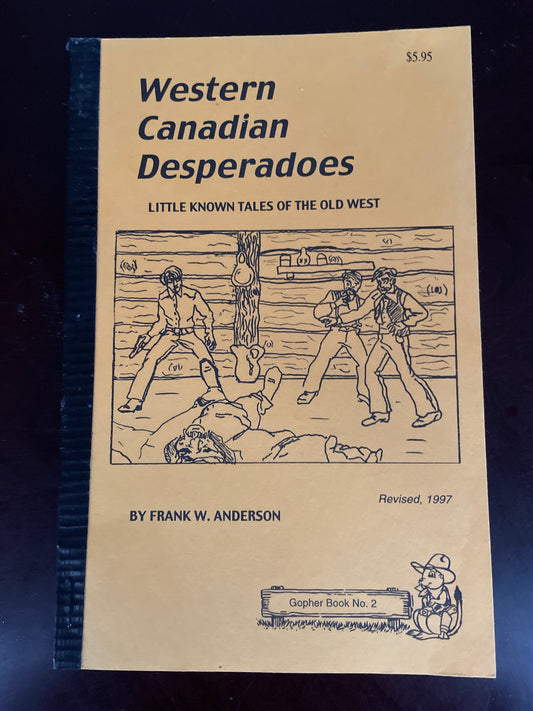 $5.95
Western
Canadian
Desperadoes
LITTLE KNOWN TALES OF THE OLD WEST
Revised, 1997
BY FRANK W. ANDERSON
Gopher Book No. 2